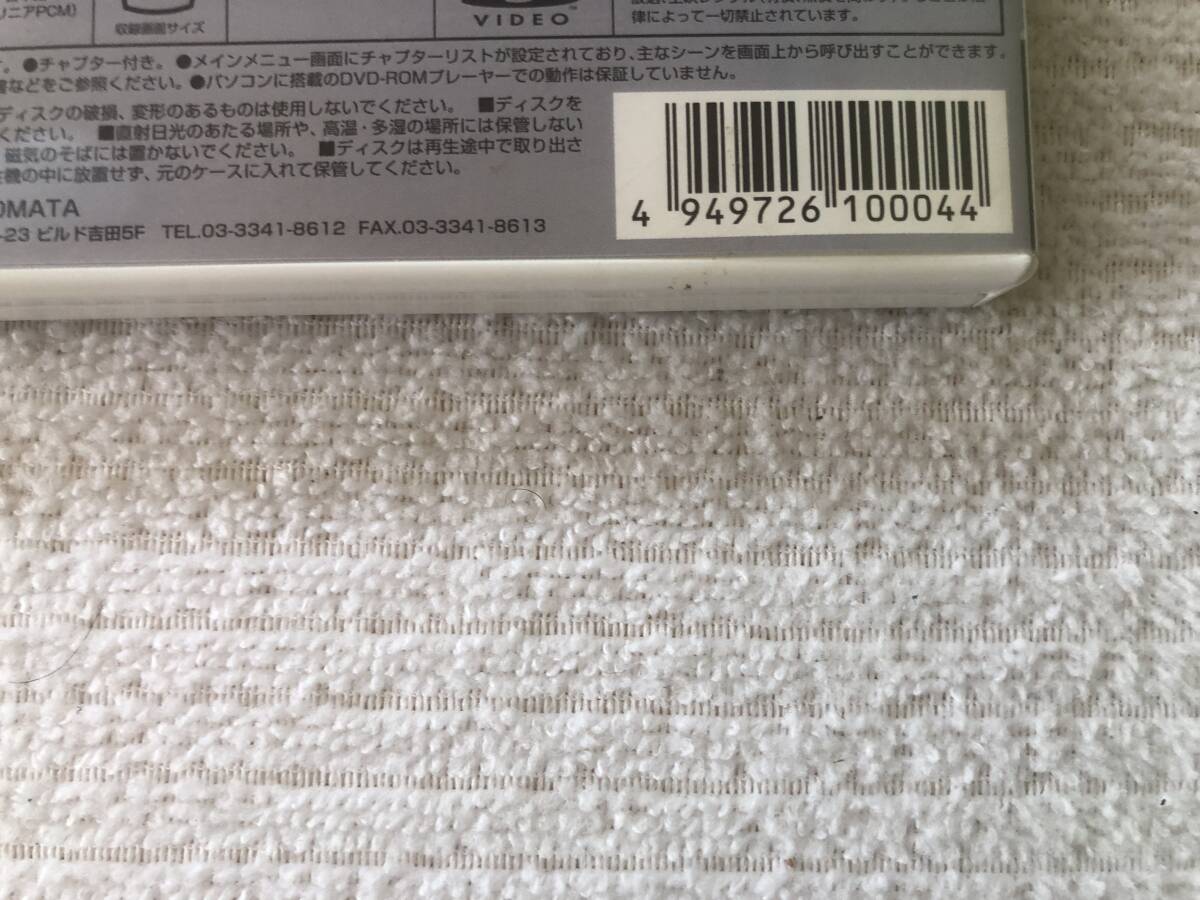 リニアPCM)
収録画面サイズ
VIDEO
律によって一切禁止されています。
す。●チャプター付き。●メインメニュー画面にチャプターリストが設定されており、主なシーンを画面上から呼び出すことができます。
書などをご参照ください。●パソコンに搭載のDVD-ROMプレーヤーでの動作は保証していません。
ディスクの破損、変形のあるものは使用しないでください。 ■ディスクを
ください。 ■直射日光のあたる場所や、高温・多湿の場所には保管しない
磁気のそばには置かないでください。 ■ディスクは再生途中で取り出さ
機の中に放置せず、元のケースに入れて保管してください。
OMATA
-23 ビルド吉田5F TEL.03-3341-8612 FAX.03-3341-8613
4 949726 100044